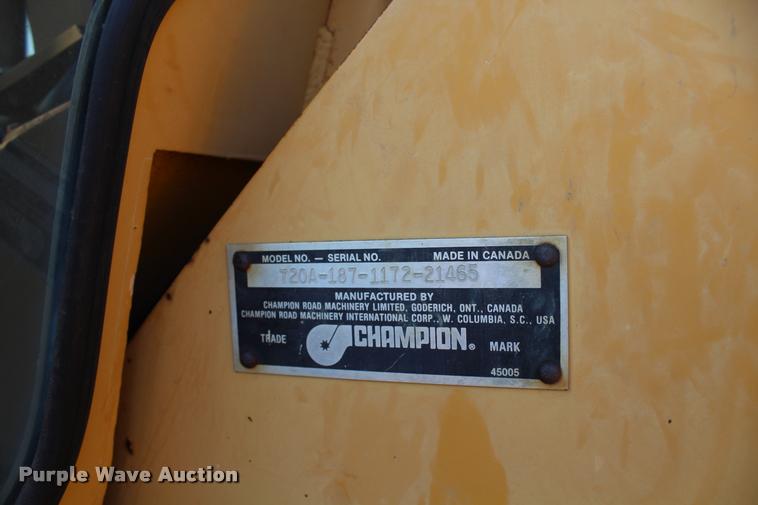 MODEL NO. — SERIAL NO. MADE IN CANADA
720A-187-1172-21465
MANUFACTURED BY
CHAMPION ROAD MACHINERY LIMITED, GODERICH, ONT., CANADA
CHAMPION ROAD MACHINERY INTERNATIONAL CORP., W. COLUMBIA, S.C., USA
TRADE CHAMPION® MARK
45005
Purple Wave Auction